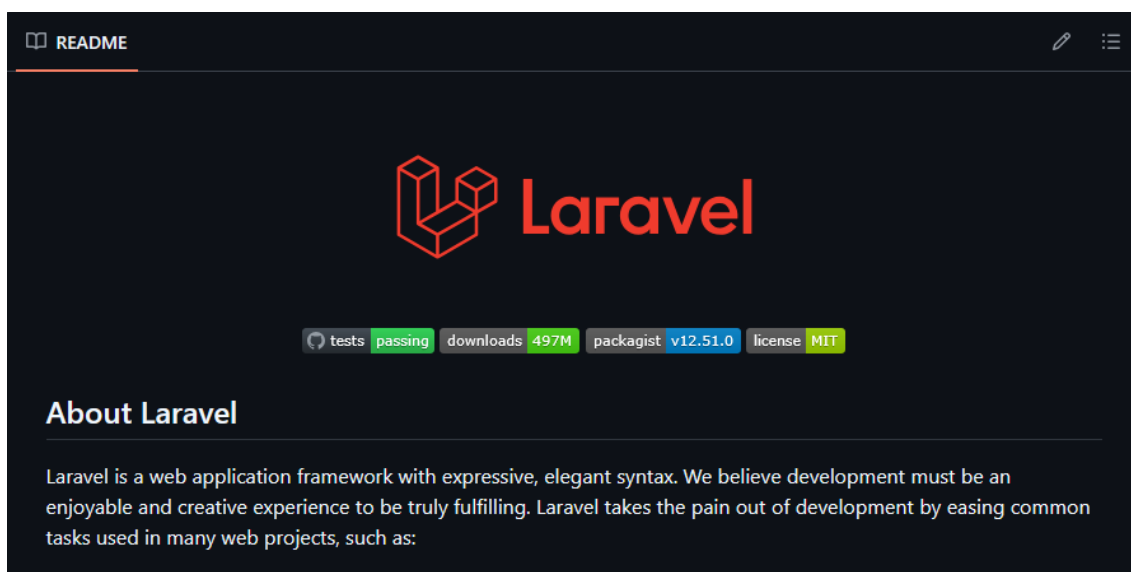 README
Laravel
tests passing downloads 497M packagist v12.51.0 license MIT
About Laravel
Laravel is a web application framework with expressive, elegant syntax. We believe development must be an
enjoyable and creative experience to be truly fulfilling. Laravel takes the pain out of development by easing common
tasks used in many web projects, such as: